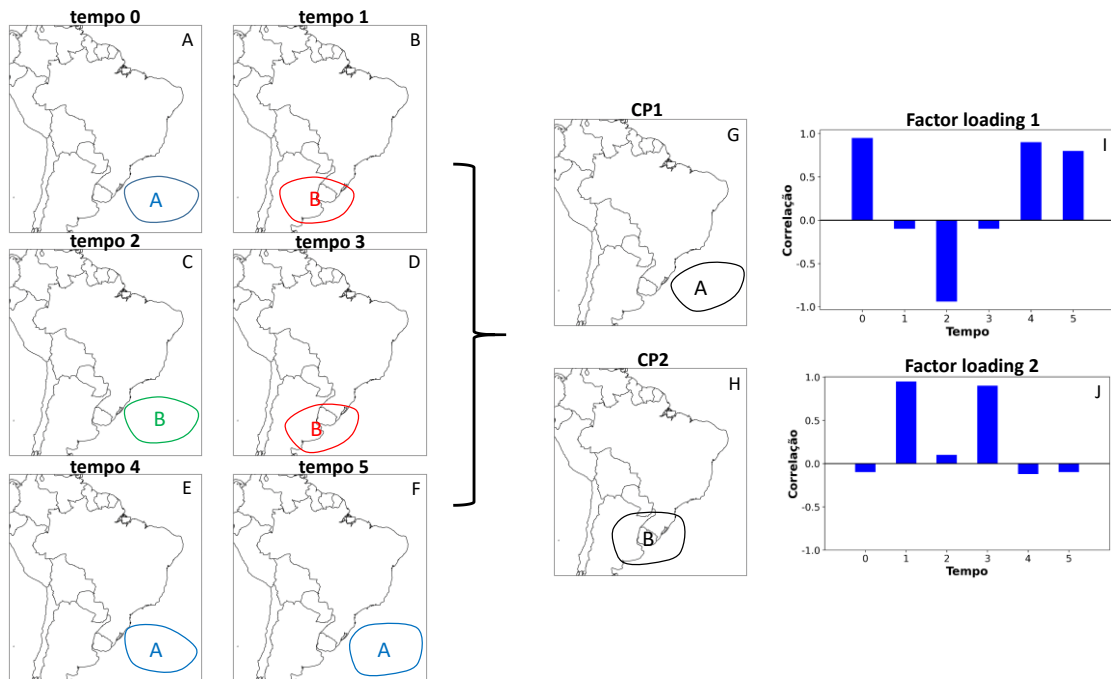 tempo 0
A
A
tempo 1
B
B
tempo 2
C
B
tempo 3
D
B
tempo 4
E
A
tempo 5
F
A
CP1
G
A
CP2
H
B
Factor loading 1
I
1.0
0.5
0.0
-0.5
-1.0
Correlação
0 1 2 3 4 5
Tempo
Factor loading 2
J
1.0
0.5
0.0
-0.5
-1.0
Correlação
0 1 2 3 4 5
Tempo